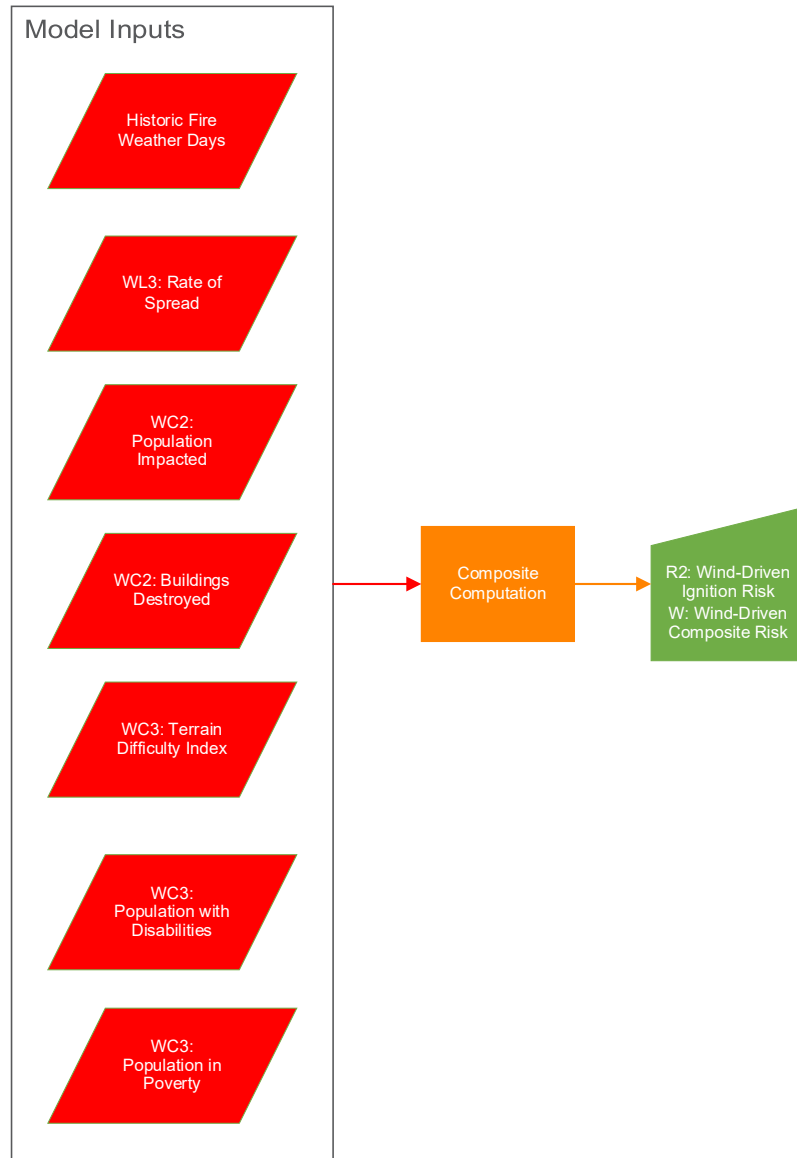 Model Inputs
Historic Fire
Weather Days
WL3: Rate of
Spread
WC2:
Population
Impacted
WC2: Buildings
Destroyed
WC3: Terrain
Difficulty Index
WC3:
Population with
Disabilities
WC3:
Population in
Poverty
Composite
Computation
R2: Wind-Driven
Ignition Risk
W: Wind-Driven
Composite Risk